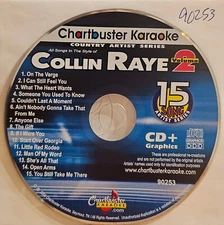 90253
Chartbuster Karaoke
COUNTRY ARTIST SERIES
All Songs In The Style of
COLLIN RAYE
Volume
2
1. On The Verge
2. I Can Still Feel You
3. What The Heart Wants
4. Someone You Used To Know
5. Couldn't Last A Moment
6. Ain't Nobody Gonna Take That
From Me
7. Anyone Else
8. The Gift
9. If I Were You
10. Start Over Georgia
11. Little Red Rodeo
12. Man Of My Word
13. She's All That
14. Open Arms
15. You Still Take Me There
15
CD+
Graphics
www.chartbusterkaraoke.com
90253
Chartbuster
KARAOKE
.com